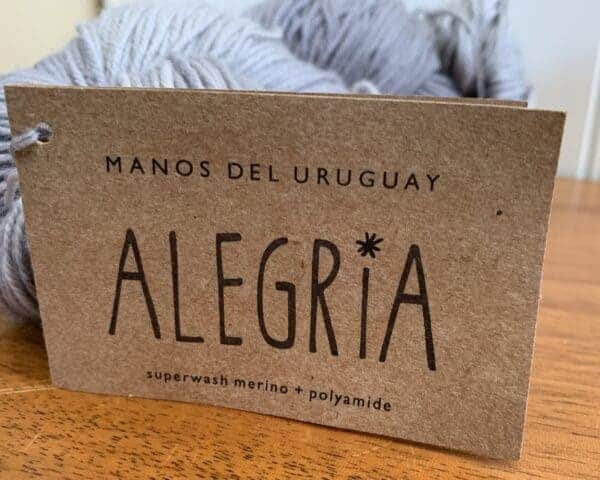 MANOS DEL URUGUAY
ALEGRiA
superwash merino + polyamide